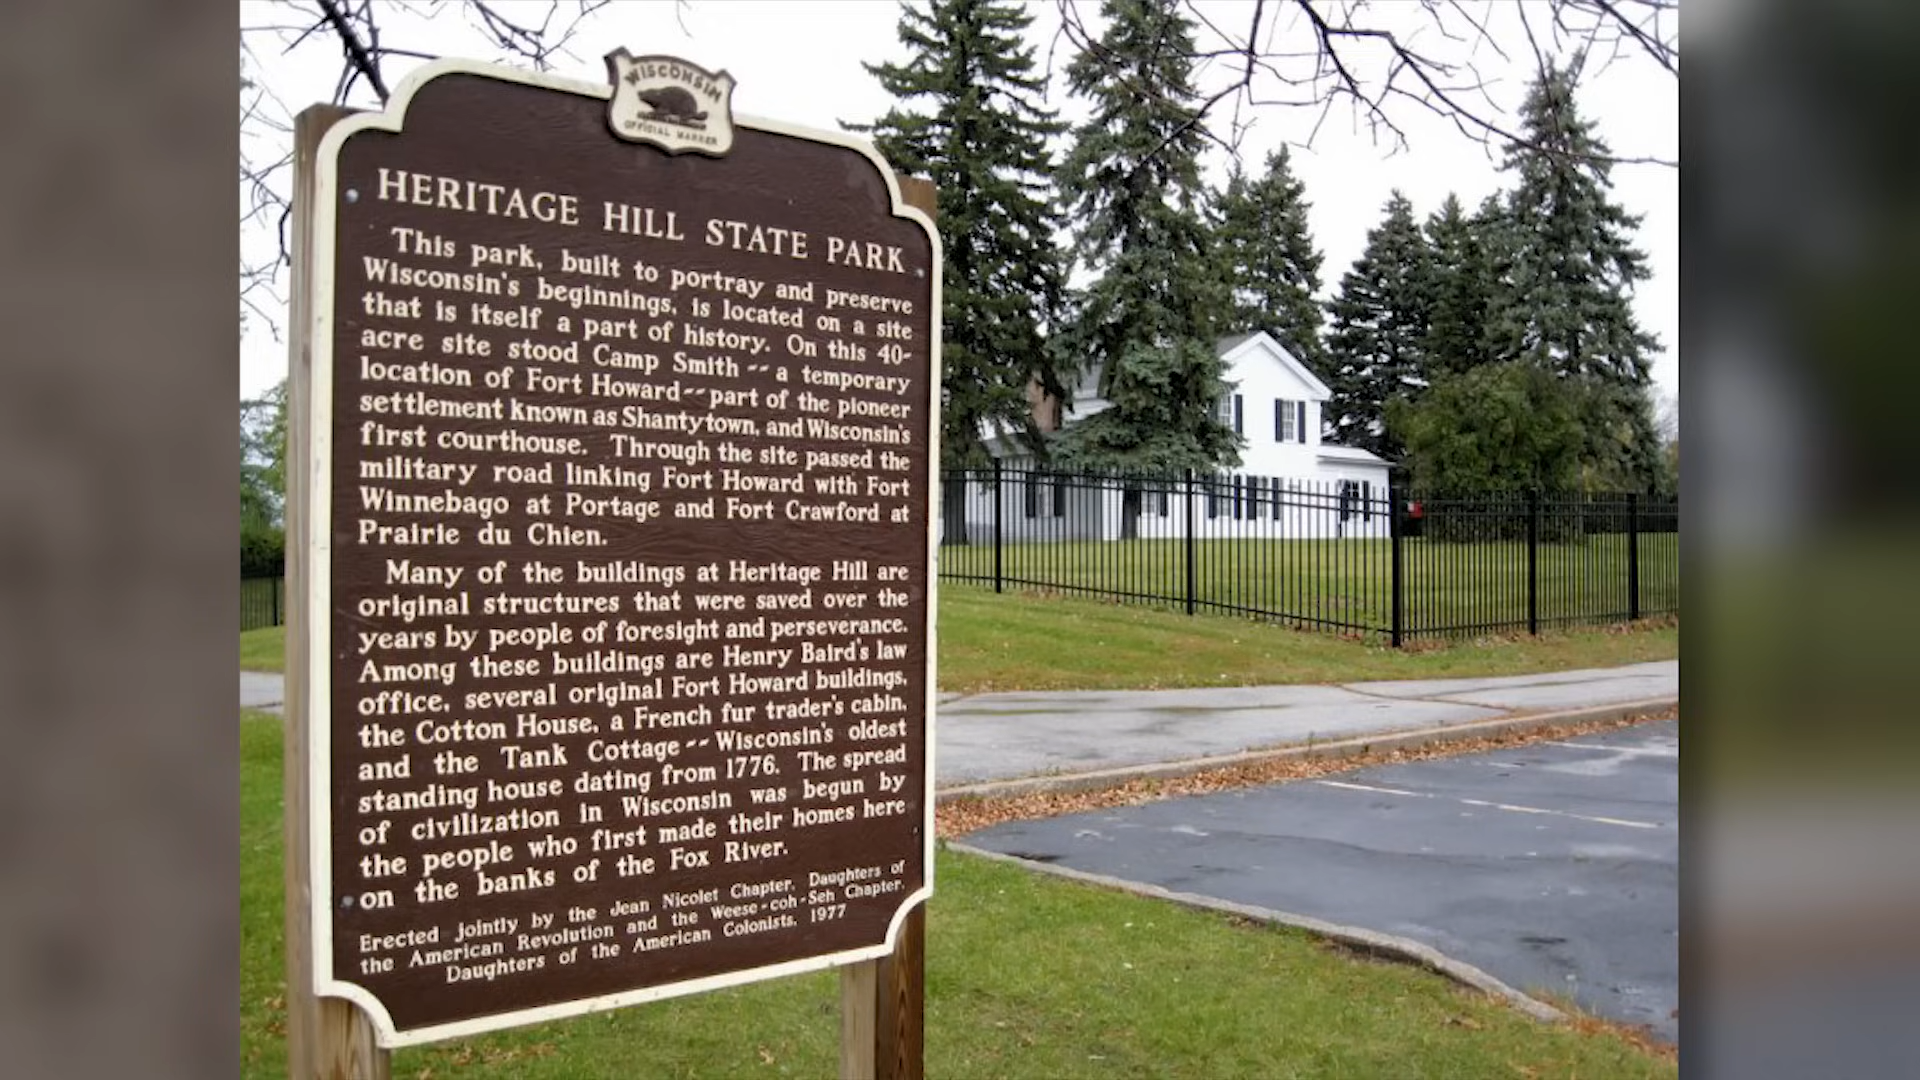 WISCONSIN
OFFICIAL MARKER
HERITAGE HILL STATE PARK
This park, built to portray and preserve
Wisconsin's beginnings, is located on a site
that is itself a part of history. On this 40-
acre site stood Camp Smith -- a temporary
location of Fort Howard -- part of the pioneer
settlement known as Shantytown, and Wisconsin's
first courthouse. Through the site passed the
military road linking Fort Howard with Fort
Winnebago at Portage and Fort Crawford at
Prairie du Chien.
Many of the buildings at Heritage Hill are
original structures that were saved over the
years by people of foresight and perseverance.
Among these buildings are Henry Baird's law
office, several original Fort Howard buildings,
the Cotton House, a French fur trader's cabin,
and the Tank Cottage -- Wisconsin's oldest
standing house dating from 1776. The spread
of civilization in Wisconsin was begun by
the people who first made their homes here
on the banks of the Fox River.
Erected jointly by the Jean Nicolet Chapter, Daughters of
the American Revolution and the Weese-coh-Seh Chapter,
Daughters of the American Colonists, 1977